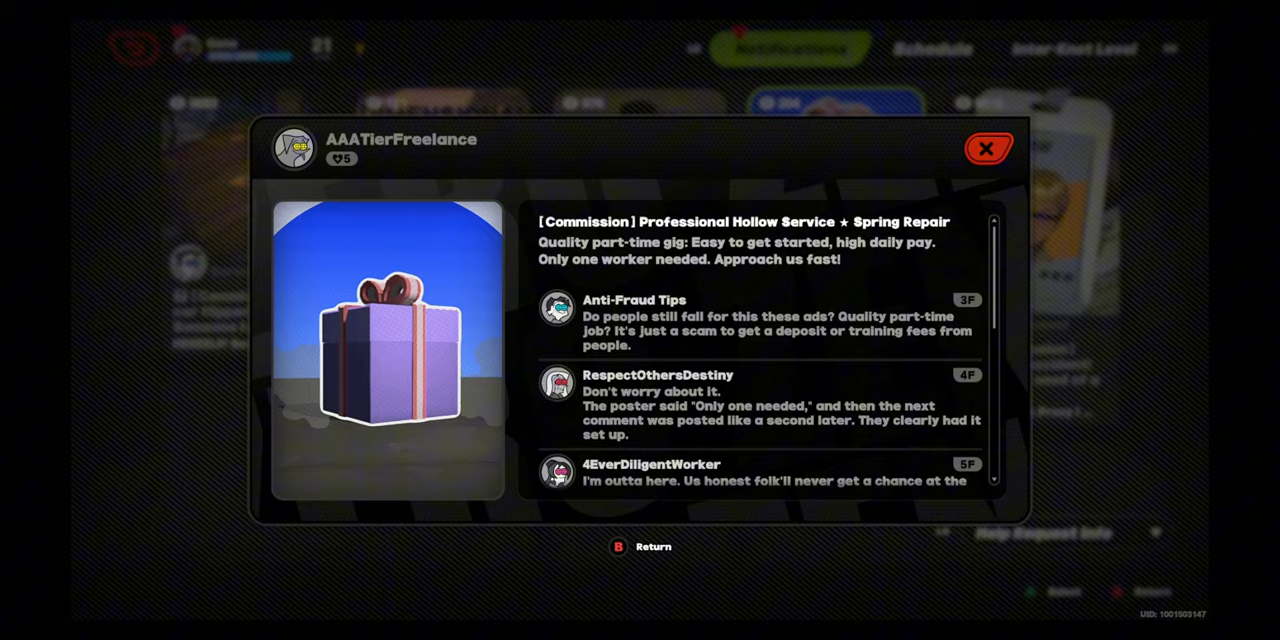 21
Notifications
Schedule
Inter-Knot Level
AAATierFreelance
5
[Commission] Professional Hollow Service ★ Spring Repair
Quality part-time gig: Easy to get started, high daily pay.
Only one worker needed. Approach us fast!
Anti-Fraud Tips
3F
Do people still fall for this these ads? Quality part-time
job? It's just a scam to get a deposit or training fees from
people.
RespectOthersDestiny
4F
Don't worry about it.
The poster said "Only one needed," and then the next
comment was posted like a second later. They clearly had it
set up.
4EverDiligentWorker
5F
I'm outta here. Us honest folk'll never get a chance at the
Help Request Info
B Return
Return
UID: 1001503147